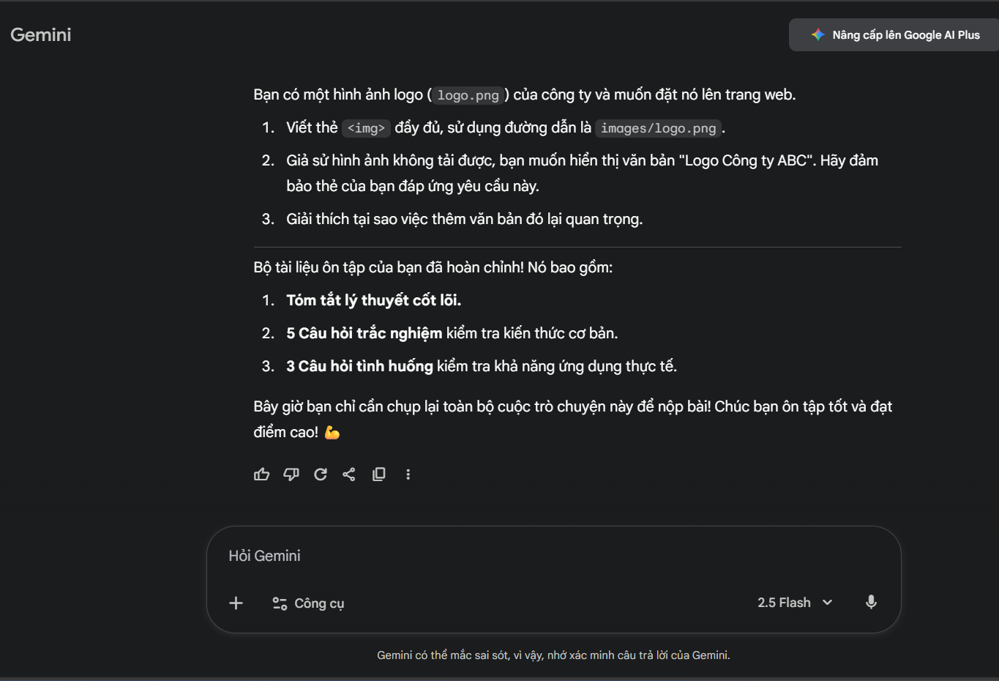 Gemini
Nâng cấp lên Google AI Plus
Bạn có một hình ảnh logo (logo.png) của công ty và muốn đặt nó lên trang web.
1. Viết thẻ <img> đầy đủ, sử dụng đường dẫn là images/logo.png.
2. Giả sử hình ảnh không tải được, bạn muốn hiển thị văn bản "Logo Công ty ABC". Hãy đảm
bảo thẻ của bạn đáp ứng yêu cầu này.
3. Giải thích tại sao việc thêm văn bản đó lại quan trọng.
Bộ tài liệu ôn tập của bạn đã hoàn chỉnh! Nó bao gồm:
1. Tóm tắt lý thuyết cốt lõi.
2. 5 Câu hỏi trắc nghiệm kiểm tra kiến thức cơ bản.
3. 3 Câu hỏi tình huống kiểm tra khả năng ứng dụng thực tế.
Bây giờ bạn chỉ cần chụp lại toàn bộ cuộc trò chuyện này để nộp bài! Chúc bạn ôn tập tốt và đạt
điểm cao! 💪
Hỏi Gemini
Công cụ
2.5 Flash
Gemini có thể mắc sai sót, vì vậy, nhớ xác minh câu trả lời của Gemini.